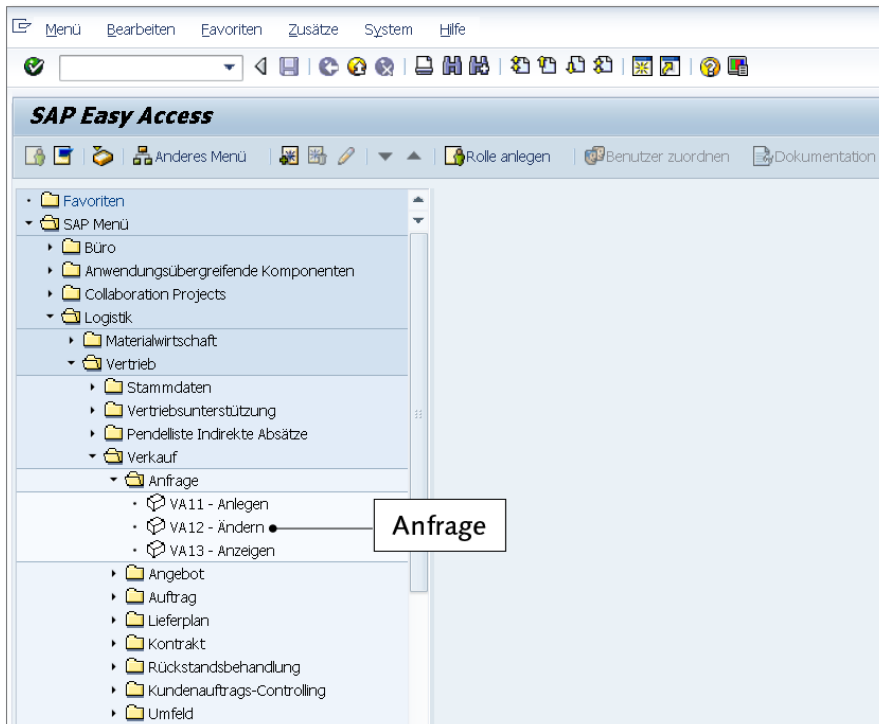 Menü Bearbeiten Favoriten Zusätze System Hilfe
SAP Easy Access
Anderes Menü Rolle anlegen Benutzer zuordnen Dokumentation
Favoriten
SAP Menü
Büro
Anwendungsübergreifende Komponenten
Collaboration Projects
Logistik
Materialwirtschaft
Vertrieb
Stammdaten
Vertriebsunterstützung
Pendelliste Indirekte Absätze
Verkauf
Anfrage
VA11 - Anlegen
VA12 - Ändern
Anfrage
VA13 - Anzeigen
Angebot
Auftrag
Lieferplan
Kontrakt
Rückstandsbehandlung
Kundenauftrags-Controlling
Umfeld